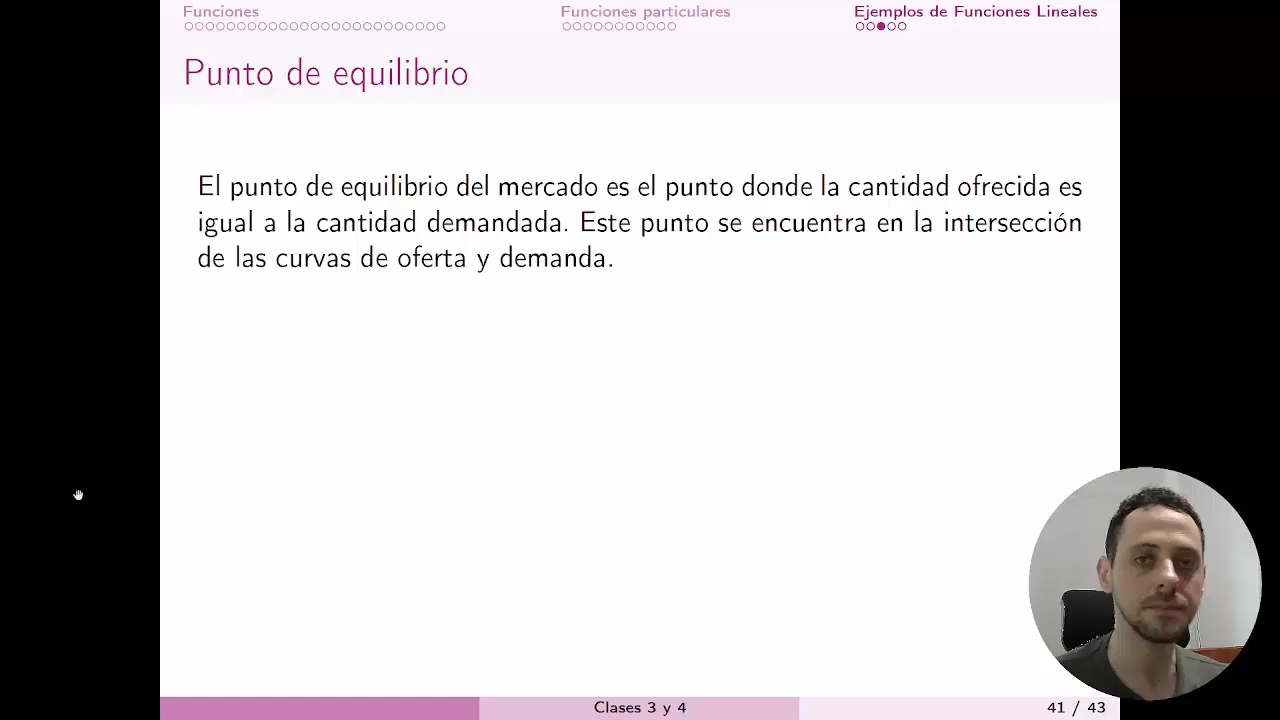 Funciones
Funciones particulares
Ejemplos de Funciones Lineales
Punto de equilibrio
El punto de equilibrio del mercado es el punto donde la cantidad ofrecida es
igual a la cantidad demandada. Este punto se encuentra en la intersección
de las curvas de oferta y demanda.
Clases 3 y 4
41 / 43